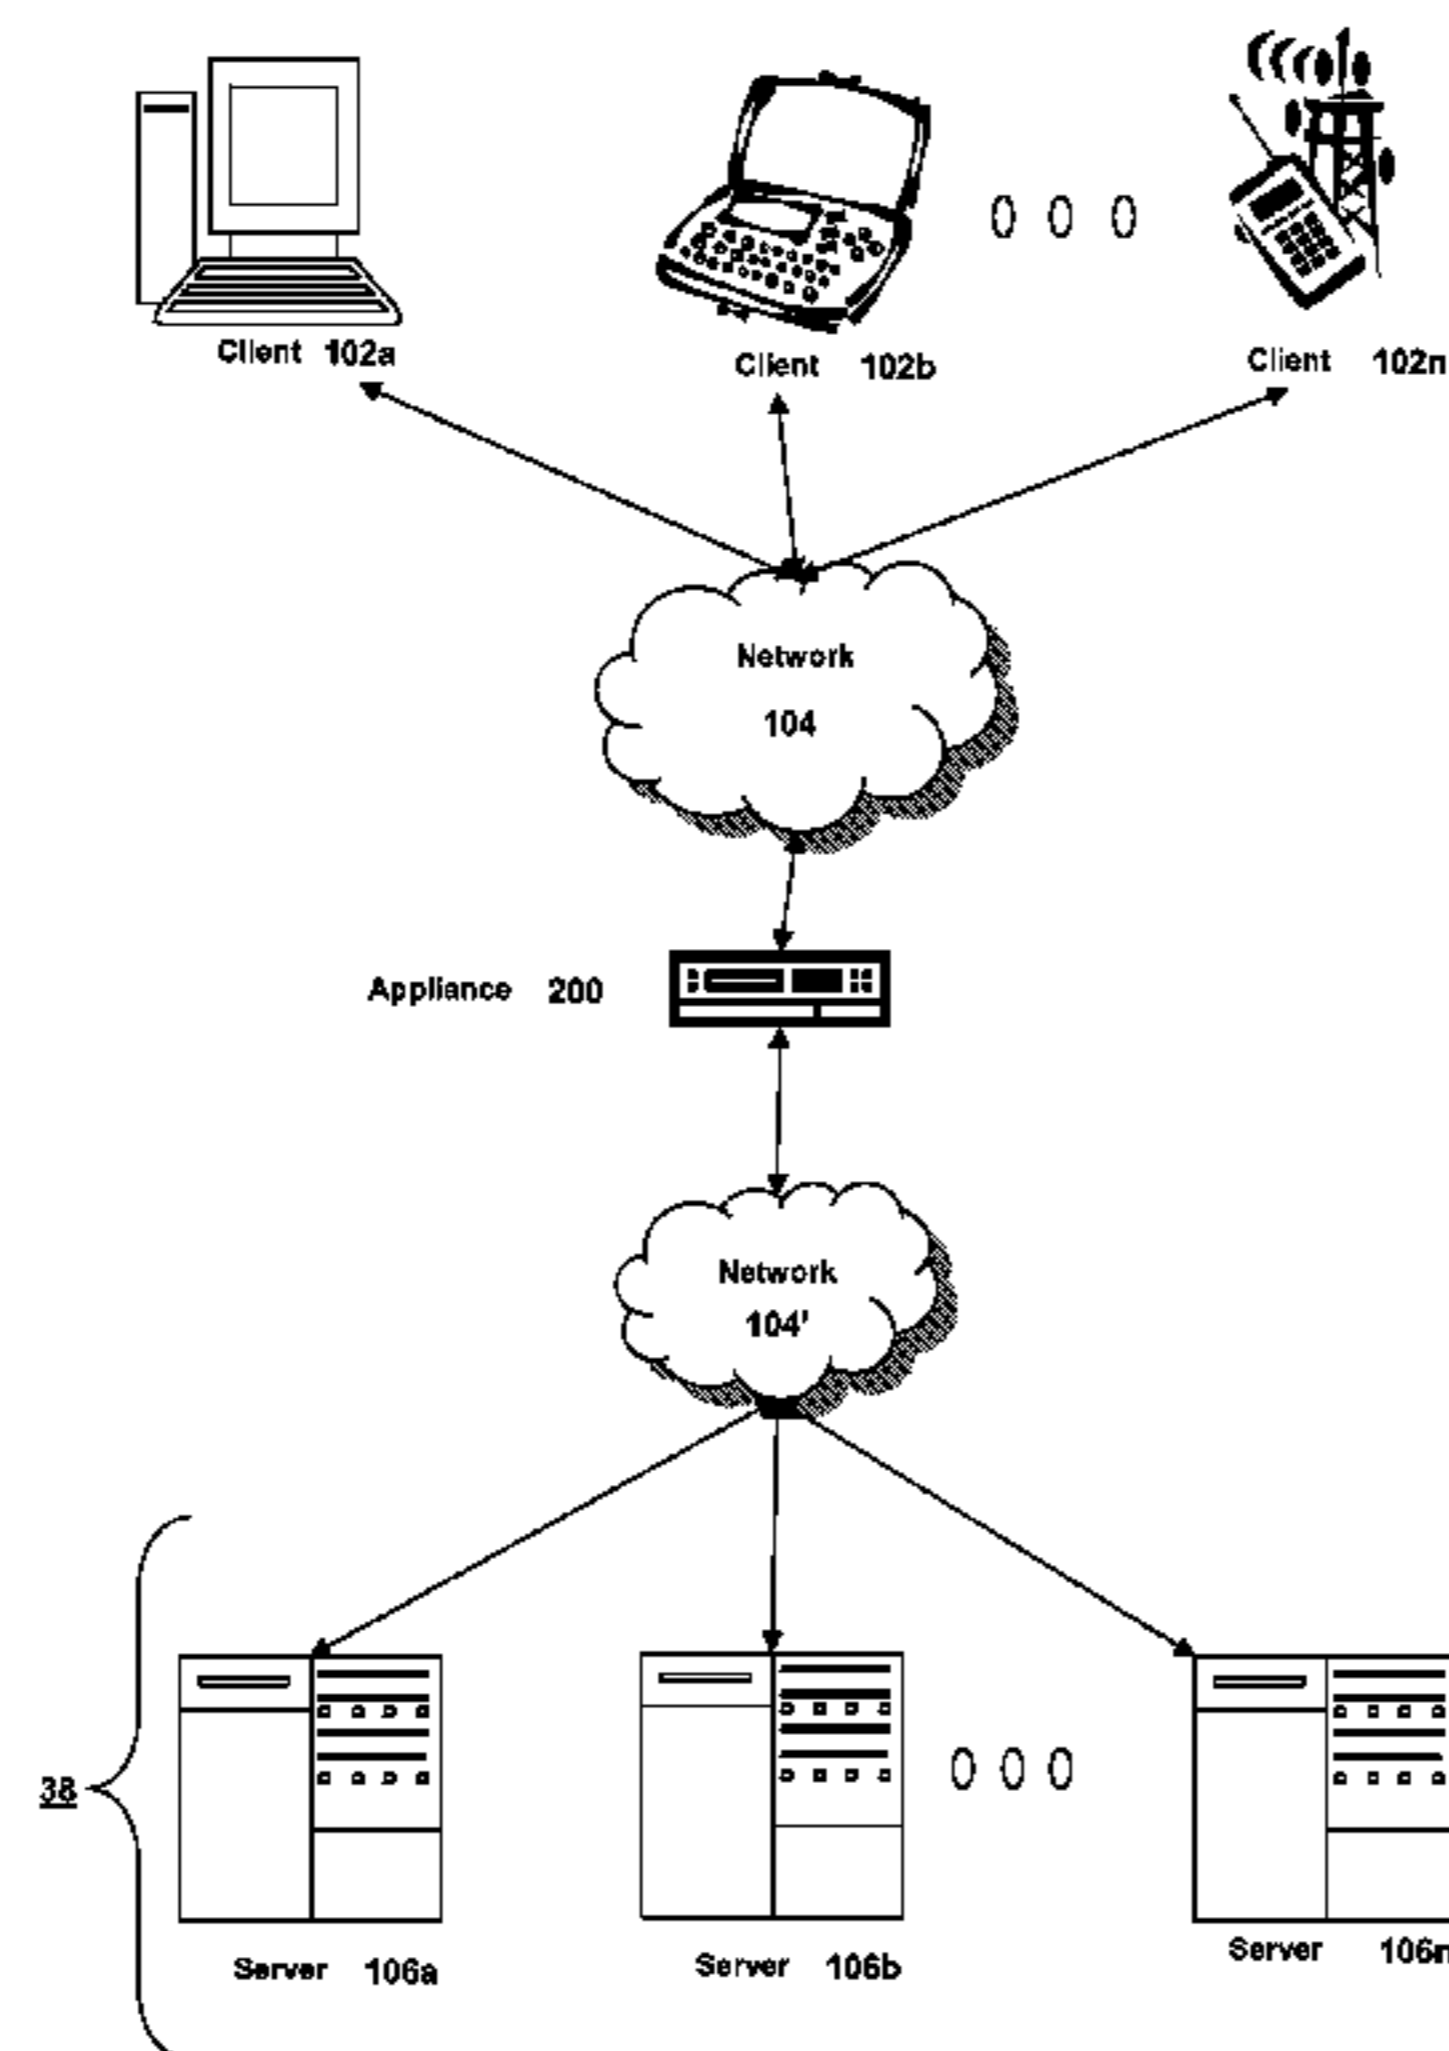 Client 102a
Client 102b
Client 102n
Network
104
Appliance 200
Network
104'
38
Server 106a
Server 106b
Server 106n